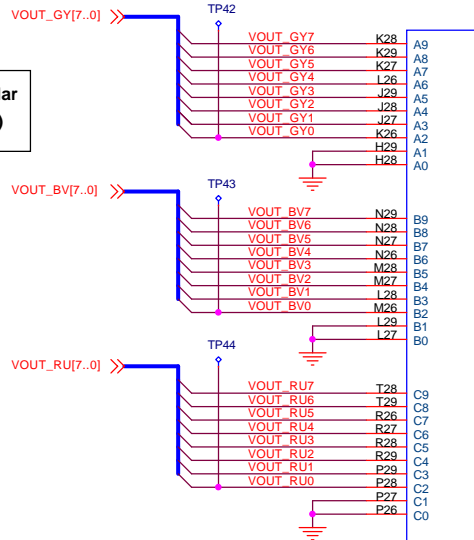 VOUT_GY[7..0]
TP42
VOUT_GY7 K28 A9
VOUT_GY6 K29 A8
VOUT_GY5 K27 A7
VOUT_GY4 L26 A6
VOUT_GY3 J29 A5
VOUT_GY2 J28 A4
VOUT_GY1 J27 A3
VOUT_GY0 K26 A2
H29 A1
H28 A0
lar
)
VOUT_BV[7..0]
TP43
VOUT_BV7 N29 B9
VOUT_BV6 N28 B8
VOUT_BV5 N27 B7
VOUT_BV4 N26 B6
VOUT_BV3 M28 B5
VOUT_BV2 M27 B4
VOUT_BV1 L28 B3
VOUT_BV0 M26 B2
L29 B1
L27 B0
TP44
VOUT_RU[7..0]
VOUT_RU7 T28 C9
VOUT_RU6 T29 C8
VOUT_RU5 R26 C7
VOUT_RU4 R27 C6
VOUT_RU3 R28 C5
VOUT_RU2 R29 C4
VOUT_RU1 P29 C3
VOUT_RU0 P28 C2
P27 C1
P26 C0